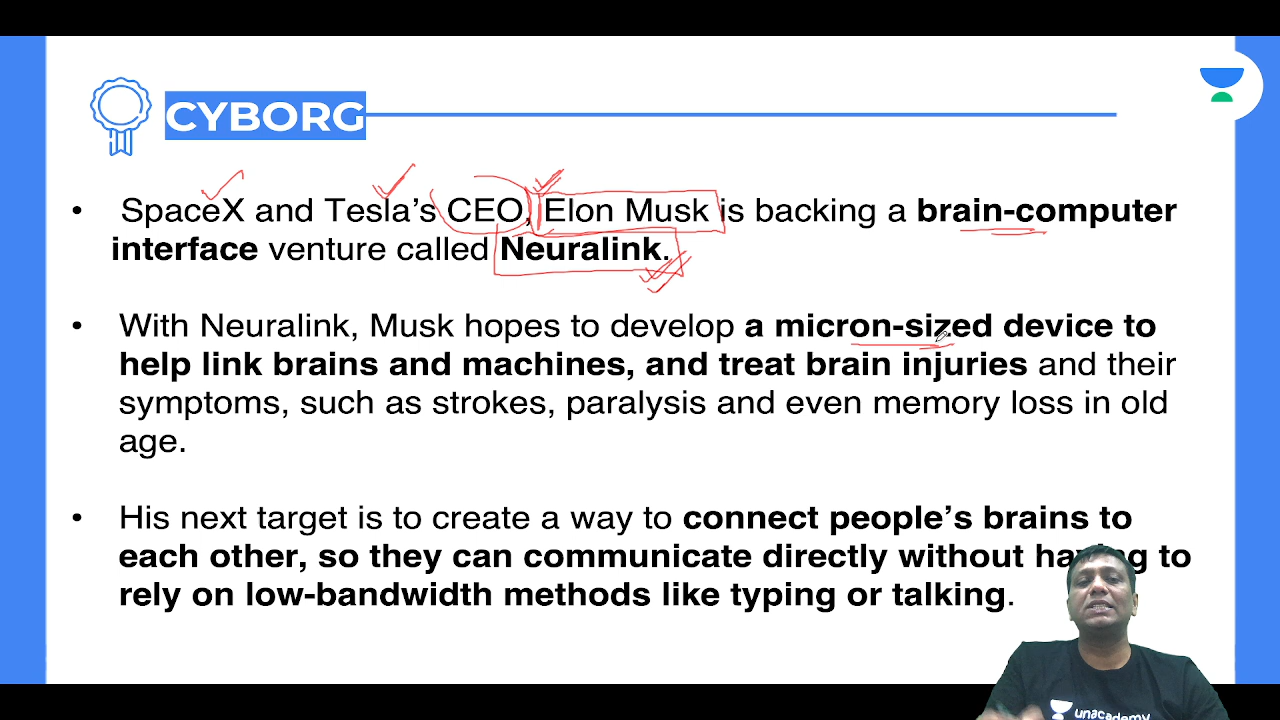 CYBORG
• SpaceX and Tesla's CEO, Elon Musk is backing a brain-computer
interface venture called Neuralink.
• With Neuralink, Musk hopes to develop a micron-sized device to
help link brains and machines, and treat brain injuries and their
symptoms, such as strokes, paralysis and even memory loss in old
age.
• His next target is to create a way to connect people's brains to
each other, so they can communicate directly without having to
rely on low-bandwidth methods like typing or talking.
unacademy